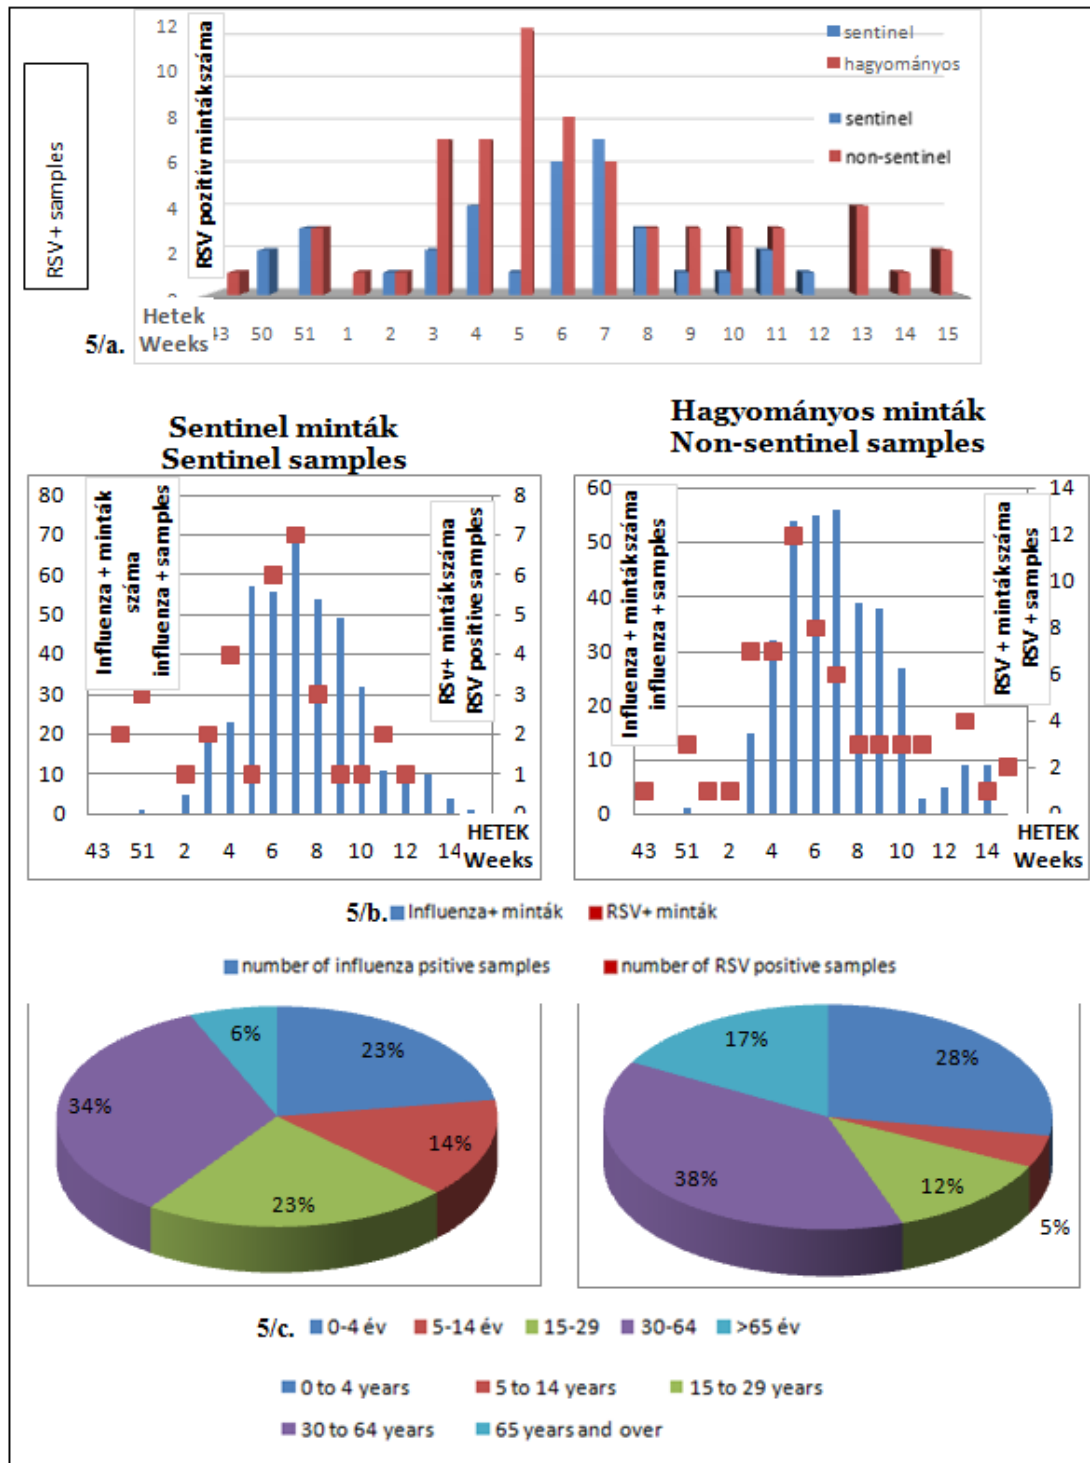 RSV+ samples
RSV pozitív mintákszáma
12
10
8
6
4
2
sentinel
hagyományos
sentinel
non-sentinel
Hetek
Weeks
43 50 51 1 2 3 4 5 6 7 8 9 10 11 12 13 14 15
5/a.
Sentinel minták
Sentinel samples
80
70
60
50
40
30
20
10
0
Influenza + minták
száma
influenza + samples
RSv+ mintákszáma
RSV positive samples
8
7
6
5
4
3
2
1
0
43 51 2 4 6 8 10 12 14
HETEK
Weeks
Hagyományos minták
Non-sentinel samples
60
50
40
30
20
10
0
Influenza + mintákszáma
influenza + samples
RSV + mintákszáma
RSV + samples
14
12
10
8
6
4
2
0
43 51 2 4 6 8 10 12 14
HETEK
Weeks
5/b. Influenza+ minták RSV+ minták
number of influenza psitive samples number of RSV positive samples
6%
23%
34%
14%
23%
17%
28%
38%
12%
5%
5/c. 0-4 év 5-14 év 15-29 30-64 >65 év
0 to 4 years 5 to 14 years 15 to 29 years
30 to 64 years 65 years and over